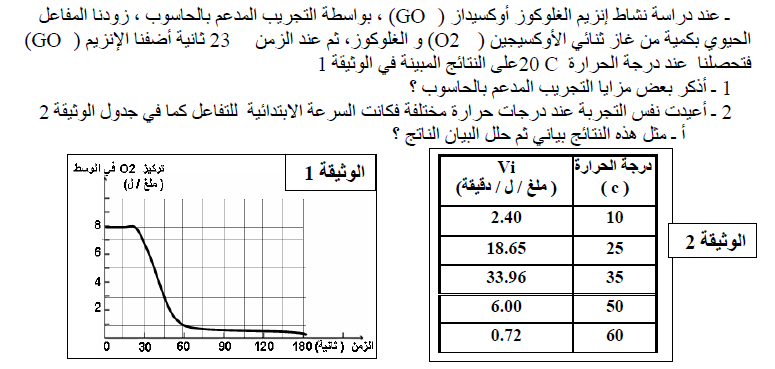 ـ عند دراسة نشاط إنزيم الغلوكوز أوكسيداز ( GO ) ، بواسطة التجريب المدعم بالحاسوب ، زودنا المفاعل
الحيوي بكمية من غاز ثنائي الأوكسيجين ( O2 ) و الغلوكوز، ثم عند الزمن 23 ثانية أضفنا الإنزيم ( GO )
فتحصلنا عند درجة الحرارة 20 C على النتائج المبينة في الوثيقة 1
1 ـ أذكر بعض مزايا التجريب المدعم بالحاسوب ؟
2 ـ أعيدت نفس التجربة عند درجات حرارة مختلفة فكانت السرعة الابتدائية للتفاعل كما في جدول الوثيقة 2
أ ـ مثل هذه النتائج بياني ثم حلل البيان الناتج ؟
الوثيقة 1
تركيز O2 في الوسط
( ملغ / ل )
8
6
4
2
0 30 60 90 120 180 الزمن ( ثانية )
درجة الحرارة ( c ) Vi ( ملغ / ل / دقيقة )
10 2.40
25 18.65
35 33.96
50 6.00
60 0.72
الوثيقة 2